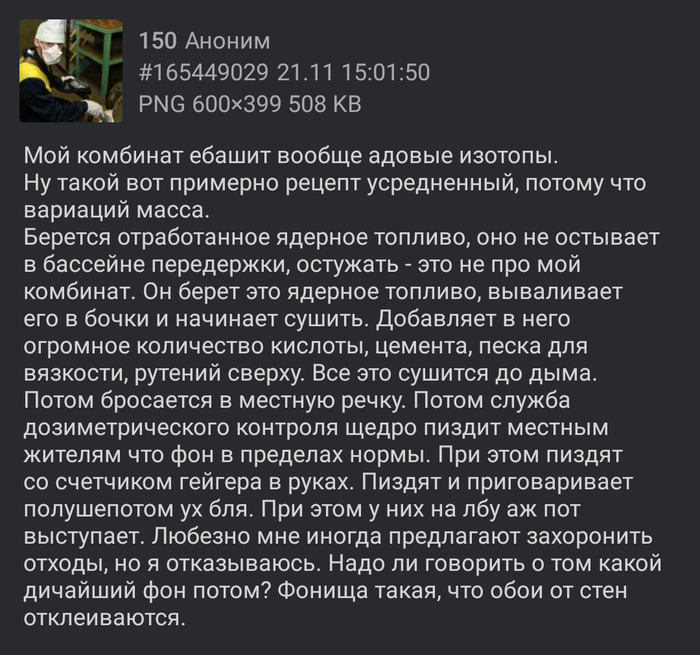 150 Аноним
#165449029 21.11 15:01:50
PNG 600×399 508 KB
Мой комбинат ебашит вообще адовые изотопы.
Ну такой вот примерно рецепт усредненный, потому что
вариаций масса.
Берется отработанное ядерное топливо, оно не остывает
в бассейне передержки, остужать - это не про мой
комбинат. Он берет это ядерное топливо, вываливает
его в бочки и начинает сушить. Добавляет в него
огромное количество кислоты, цемента, песка для
вязкости, рутений сверху. Все это сушится до дыма.
Потом бросается в местную речку. Потом служба
дозиметрического контроля щедро пиздит местным
жителям что фон в пределах нормы. При этом пиздят
со счетчиком гейгера в руках. Пиздят и приговаривает
полушепотом ух бля. При этом у них на лбу аж пот
выступает. Любезно мне иногда предлагают захоронить
отходы, но я отказываюсь. Надо ли говорить о том какой
дичайший фон потом? Фонища такая, что обои от стен
отклеиваются.